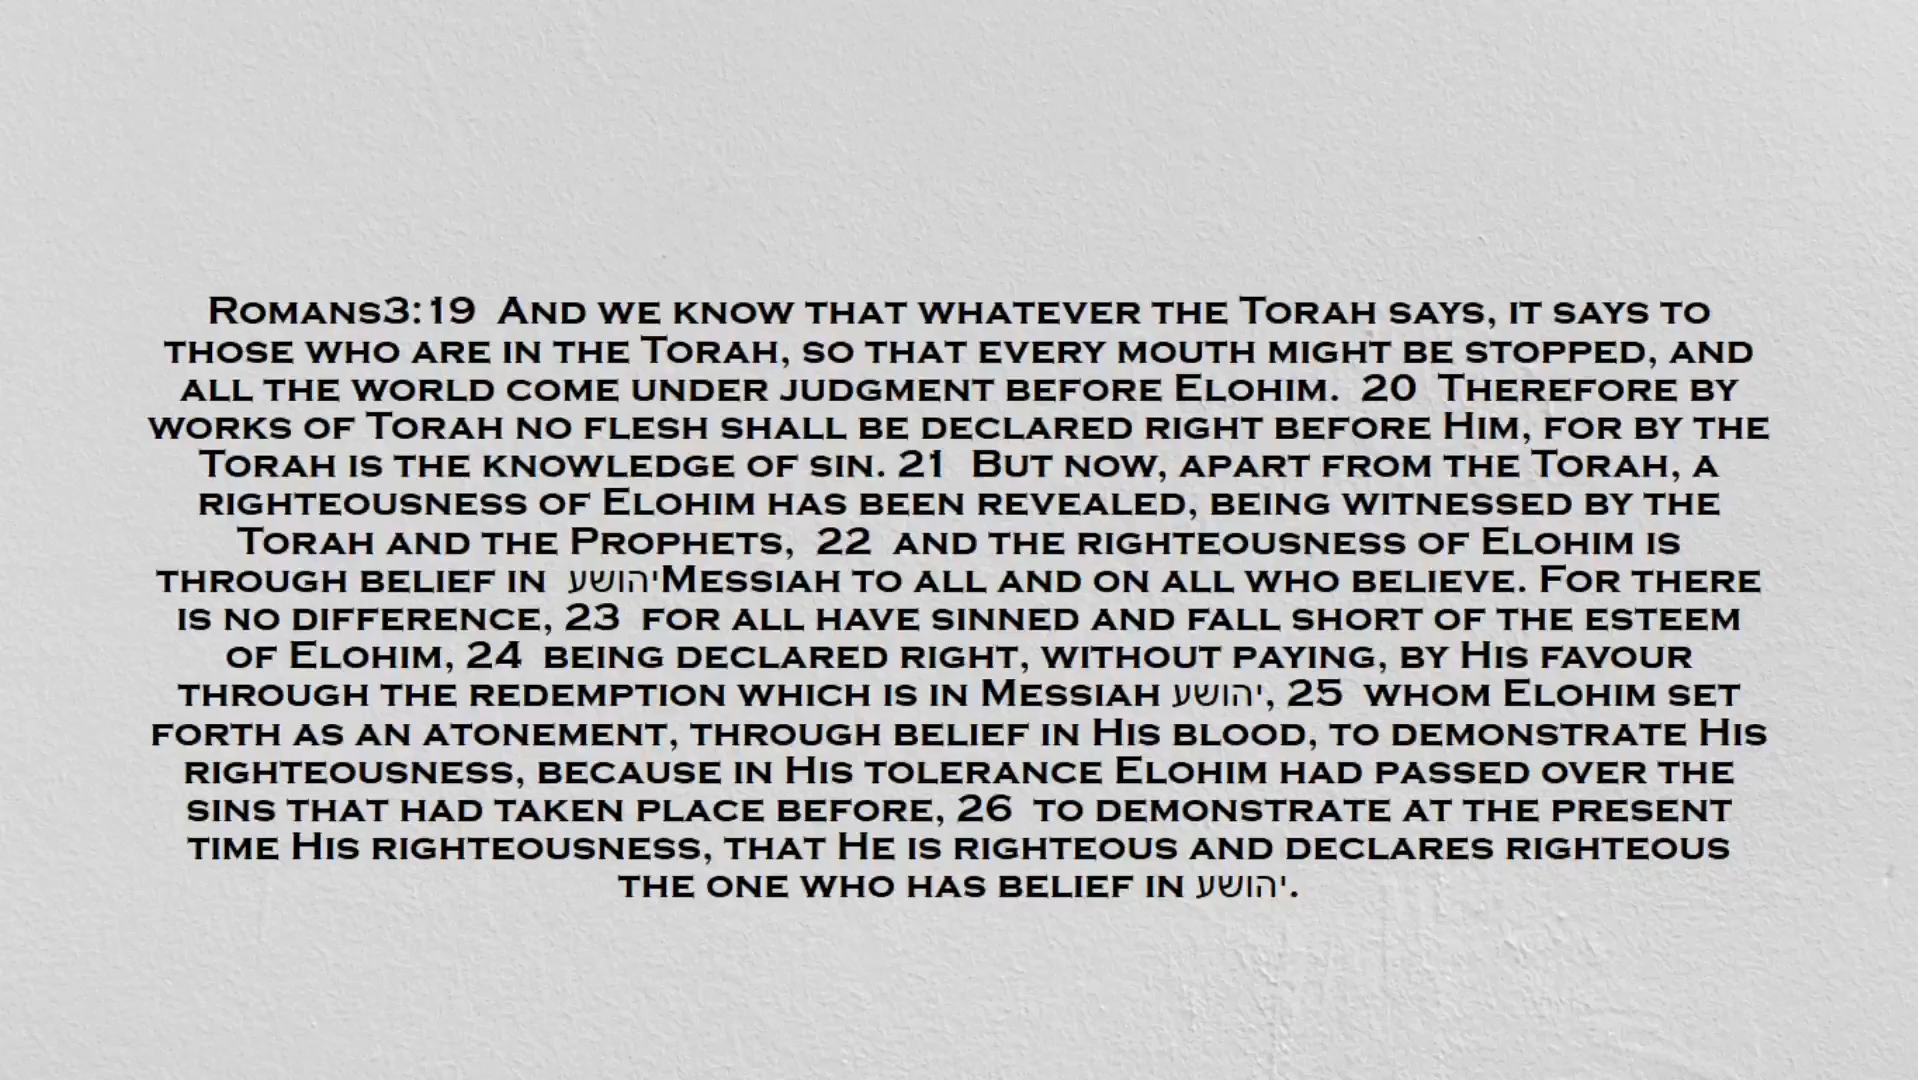 Romans3:19 And we know that whatever the Torah says, it says to
those who are in the Torah, so that every mouth might be stopped, and
all the world come under judgment before Elohim. 20 Therefore by
works of Torah no flesh shall be declared right before Him, for by the
Torah is the knowledge of sin. 21 But now, apart from the Torah, a
righteousness of Elohim has been revealed, being witnessed by the
Torah and the Prophets, 22 and the righteousness of Elohim is
through belief in יהושעMessiah to all and on all who believe. For there
is no difference, 23 for all have sinned and fall short of the esteem
of Elohim, 24 being declared right, without paying, by His favour
through the redemption which is in Messiah יהושע, 25 whom Elohim set
forth as an atonement, through belief in His blood, to demonstrate His
righteousness, because in His tolerance Elohim had passed over the
sins that had taken place before, 26 to demonstrate at the present
time His righteousness, that He is righteous and declares righteous
the one who has belief in יהושע.